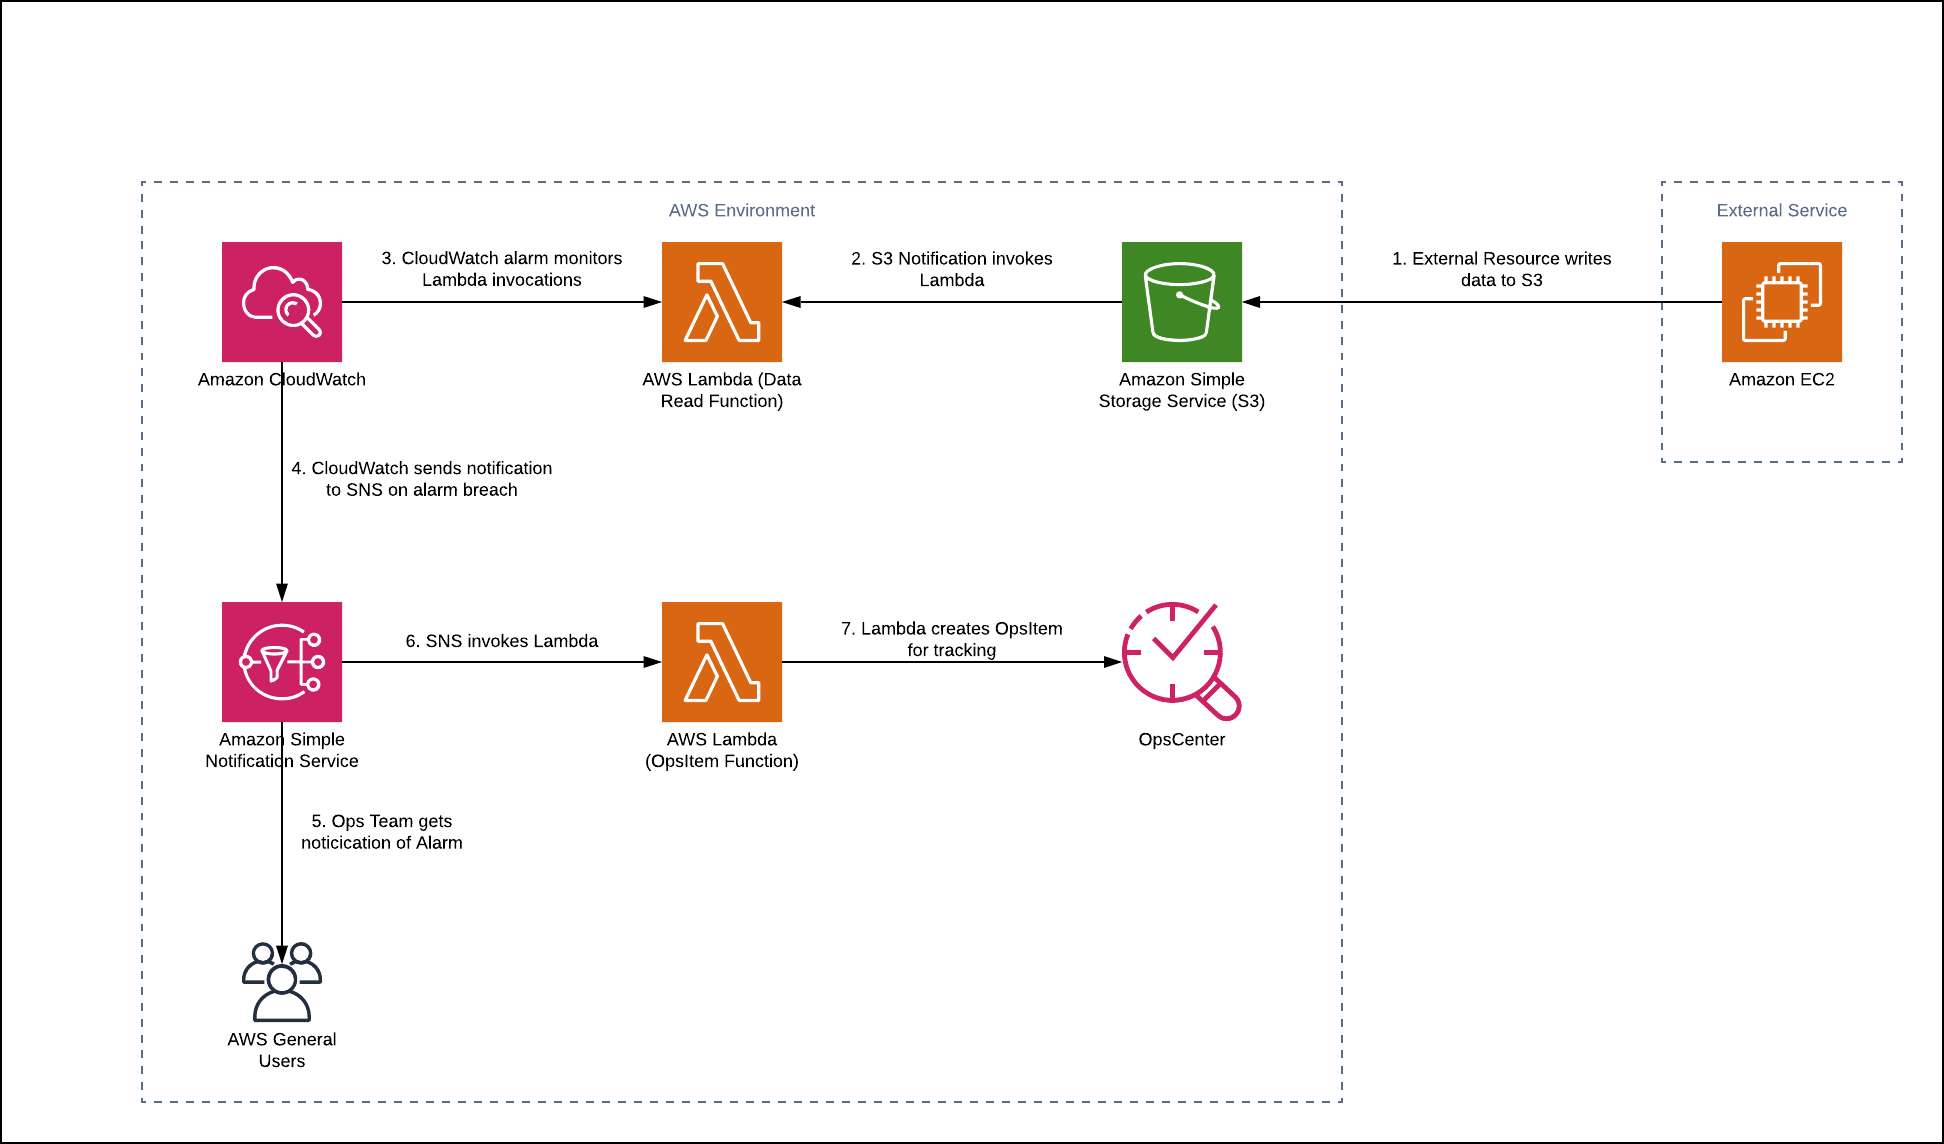 AWS Environment
External Service
3. CloudWatch alarm monitors
Lambda invocations
2. S3 Notification invokes
Lambda
1. External Resource writes
data to S3
Amazon CloudWatch
AWS Lambda (Data
Read Function)
Amazon Simple
Storage Service (S3)
Amazon EC2
4. CloudWatch sends notification
to SNS on alarm breach
6. SNS invokes Lambda
7. Lambda creates OpsItem
for tracking
Amazon Simple
Notification Service
AWS Lambda
(OpsItem Function)
OpsCenter
5. Ops Team gets
noticication of Alarm
AWS General
Users